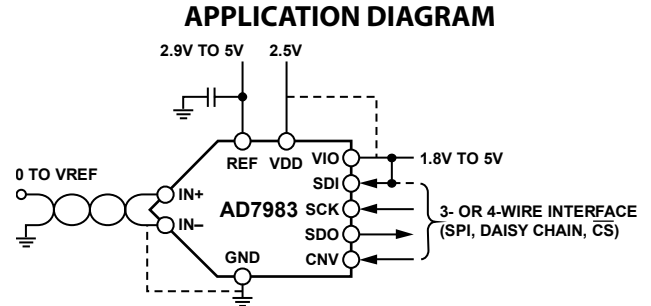 APPLICATION DIAGRAM
2.9V TO 5V 2.5V
REF VDD VIO 1.8V TO 5V
0 TO VREF
SDI
IN+
AD7983 SCK 3- OR 4-WIRE INTERFACE
IN– SDO (SPI, DAISY CHAIN, C̅S̅)
GND CNV